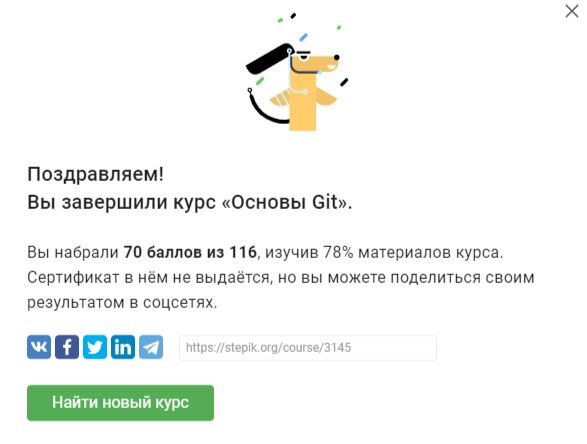 Поздравляем!
Вы завершили курс «Основы Git».
Вы набрали 70 баллов из 116, изучив 78% материалов курса.
Сертификат в нём не выдаётся, но вы можете поделиться своим
результатом в соцсетях.
https://stepik.org/course/3145
Найти новый курс